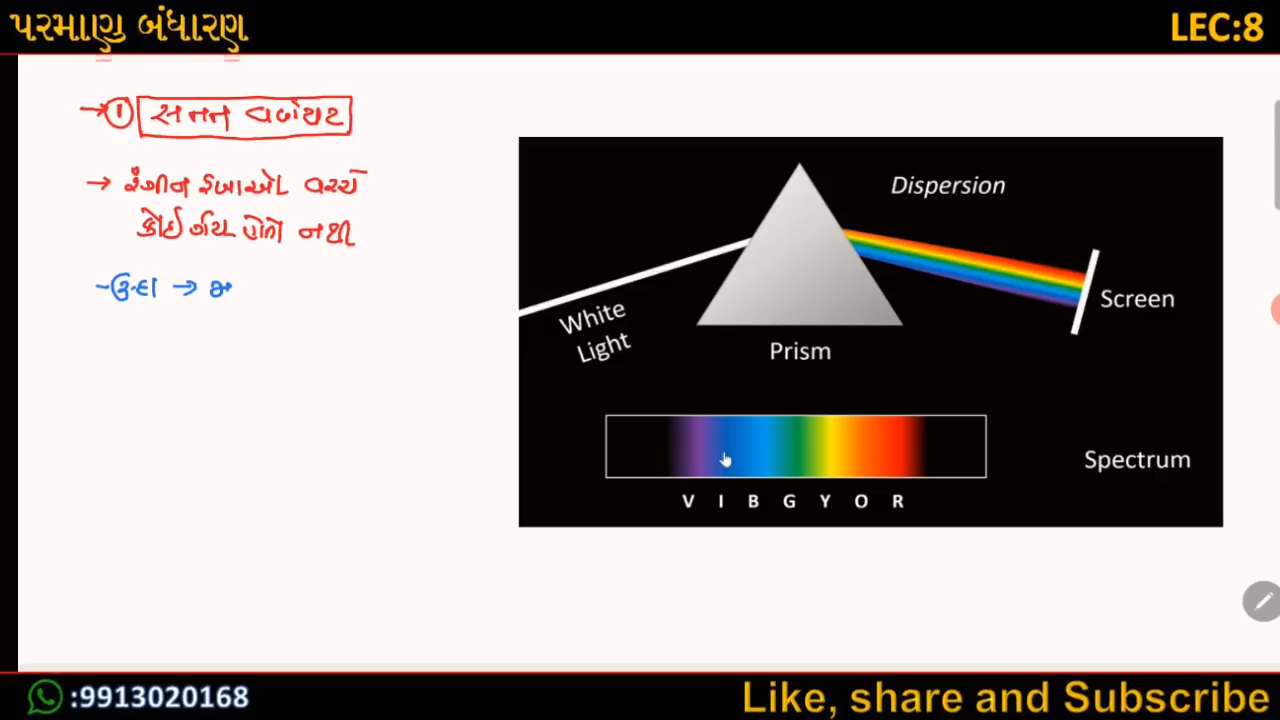 પરમાણુ બંધારણ
LEC:8
→ ① સતત વર્ણપટ
→ રંગીન રેખાઓ વચ્ચે
કોઈ ગેપ હોતો નથી
- ઉદા →
Dispersion
White
Light
Prism
Screen
Spectrum
V I B G Y O R
:9913020168
Like, share and Subscribe